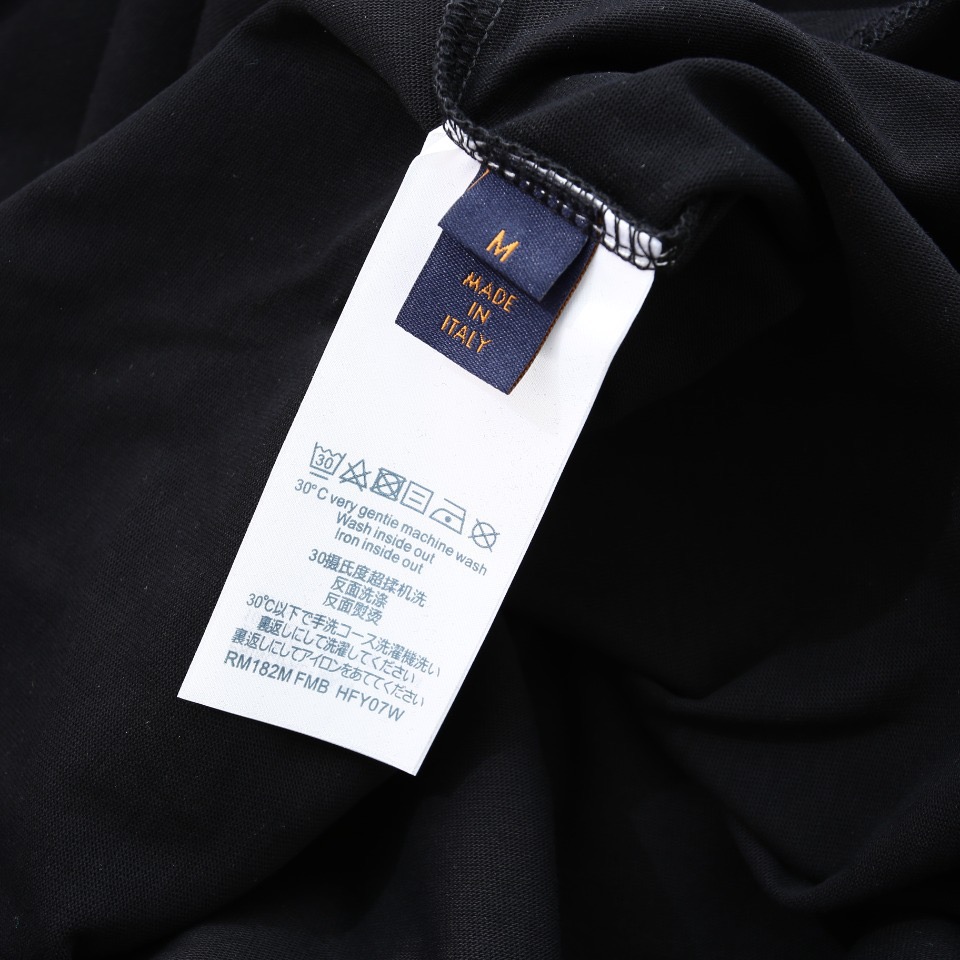 M
MADE
IN
ITALY
30
30°C very gentie machine wash
Wash inside out
Iron inside out
30摄氏度超揉机洗
反面洗涤
反面熨烫
30℃以下で手洗コース洗濯機洗い
裏返しにして洗濯してください
裏返しにしてアイロンをあててください
RM182M FMB HFY07W